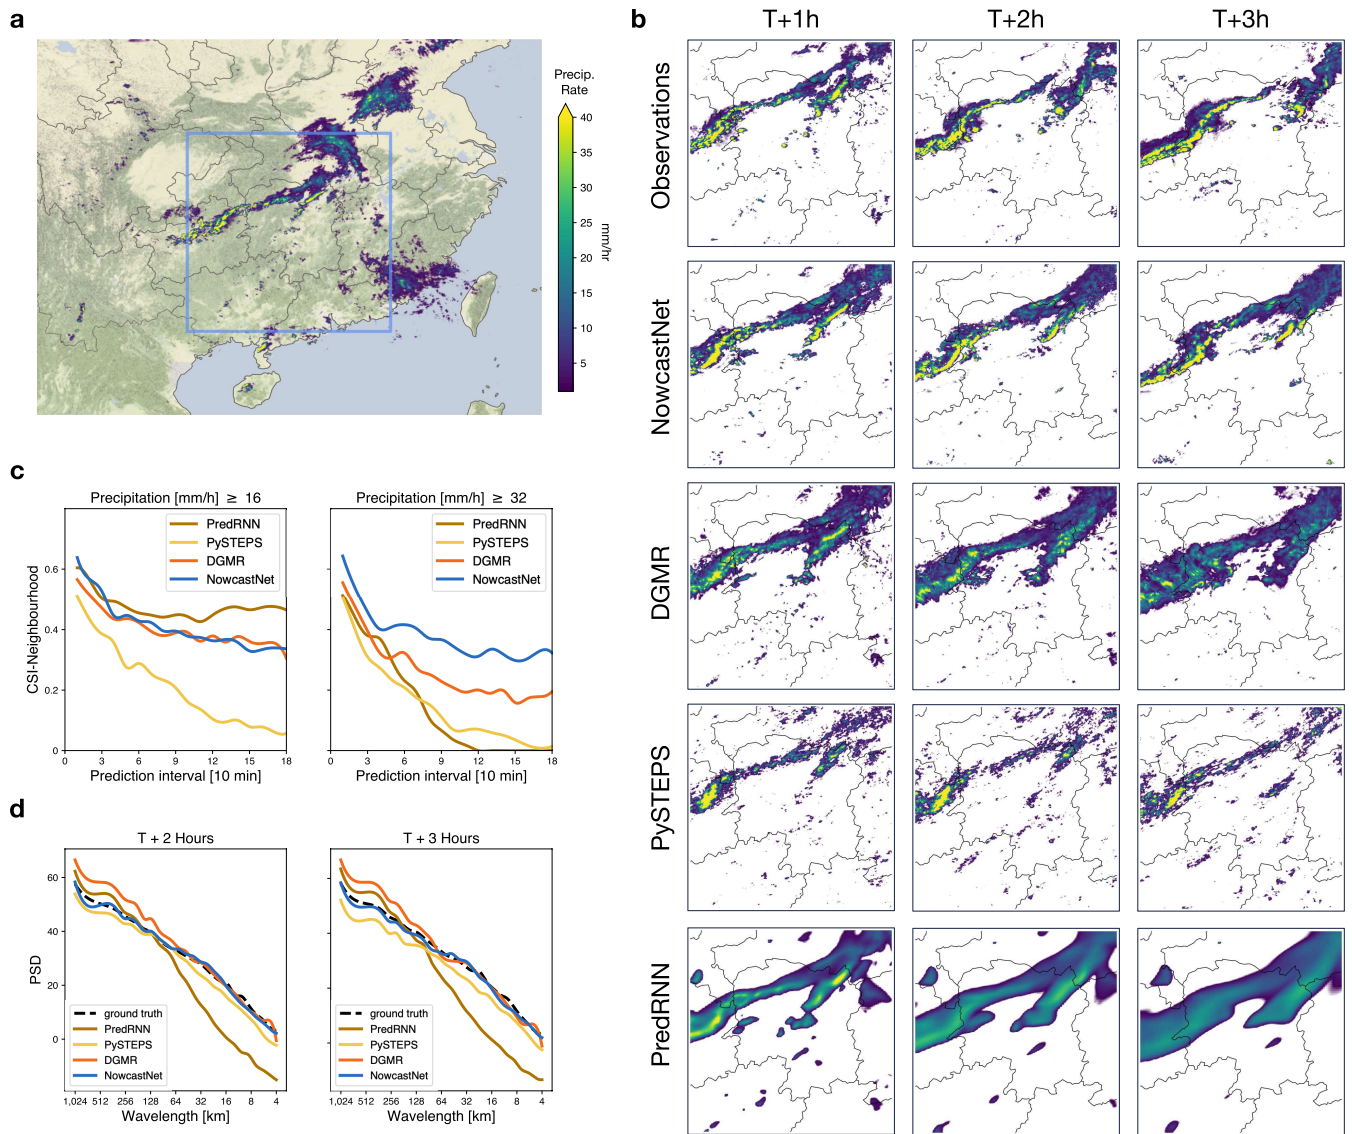 a
Precip.
Rate
40
35
30
25
20
15
10
5
mm/hr
b
T+1h
T+2h
T+3h
Observations
NowcastNet
DGMR
PySTEPS
PredRNN
c
Precipitation [mm/h] ≥ 16
PredRNN
PySTEPS
DGMR
NowcastNet
0.6
0.4
0.2
0
CSI-Neighbourhood
0 3 6 9 12 15 18
Prediction interval [10 min]
Precipitation [mm/h] ≥ 32
PredRNN
PySTEPS
DGMR
NowcastNet
0 3 6 9 12 15 18
Prediction interval [10 min]
d
T + 2 Hours
60
40
20
0
PSD
ground truth
PredRNN
PySTEPS
DGMR
NowcastNet
1,024 512 256 128 64 32 16 8 4
Wavelength [km]
T + 3 Hours
ground truth
PredRNN
PySTEPS
DGMR
NowcastNet
1,024 512 256 128 64 32 16 8 4
Wavelength [km]